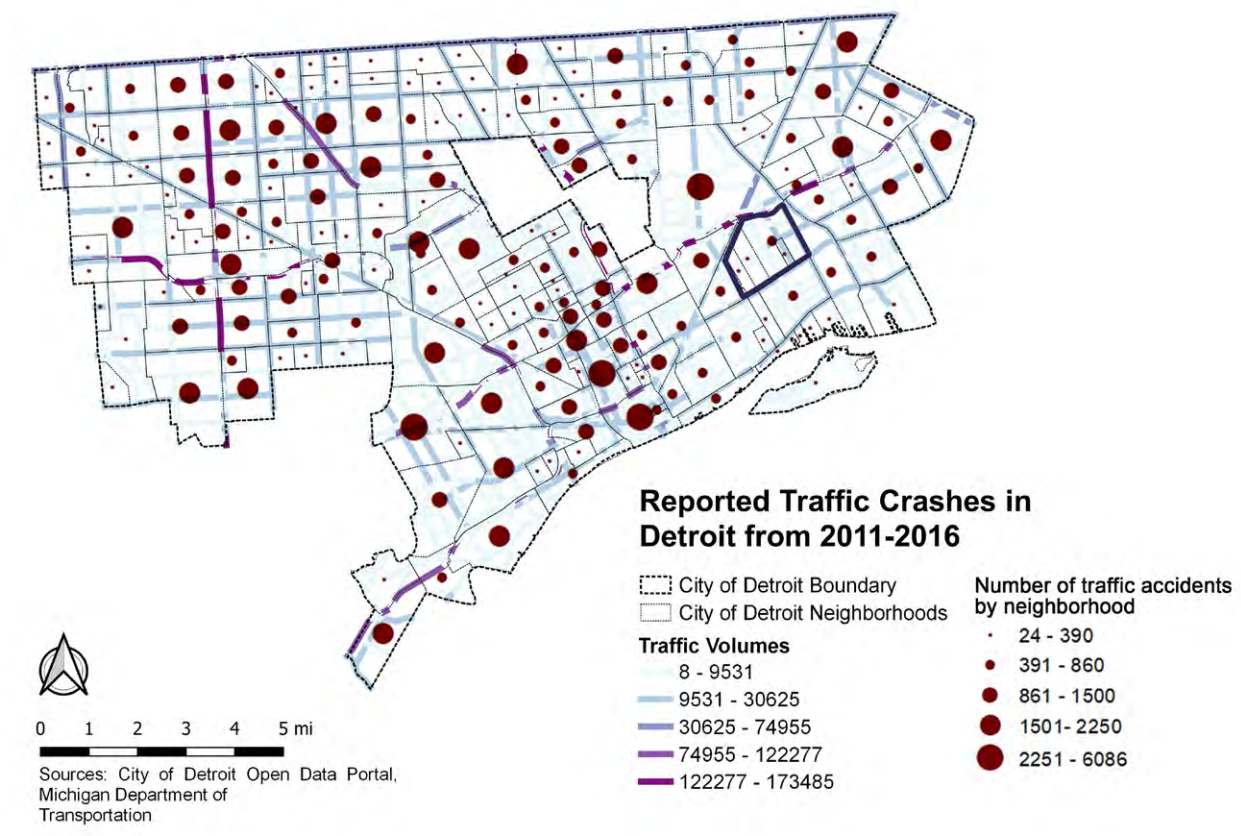 Reported Traffic Crashes in
Detroit from 2011-2016
City of Detroit Boundary
City of Detroit Neighborhoods
Traffic Volumes
8 - 9531
9531 - 30625
30625 - 74955
74955 - 122277
122277 - 173485
Number of traffic accidents
by neighborhood
24 - 390
391 - 860
861 - 1500
1501- 2250
2251 - 6086
0 1 2 3 4 5 mi
Sources: City of Detroit Open Data Portal,
Michigan Department of
Transportation